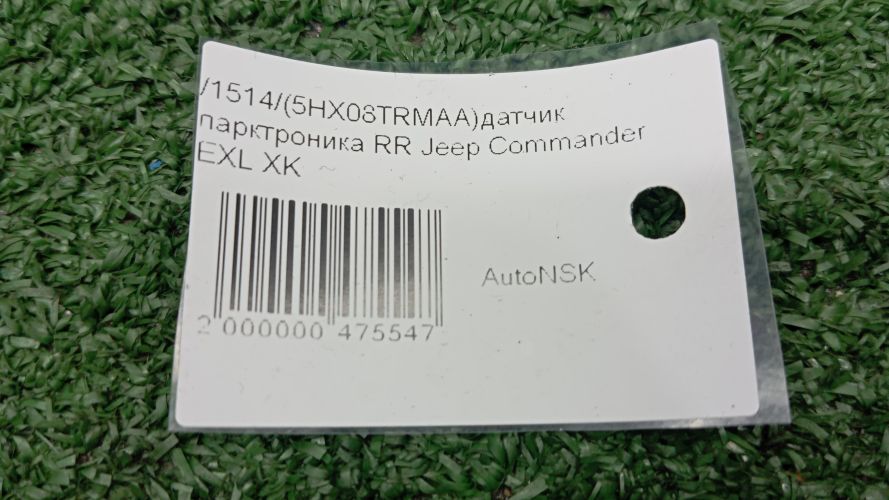 /1514/(5HX08TRMAA)датчик
парктроника RR Jeep Commander
EXL XK
AutoNSK
2 000000 475547